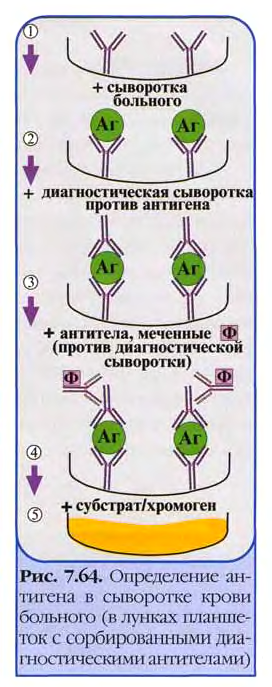 ①
+ сыворотка
больного
Аг Аг
②
+ диагностическая сыворотка
против антигена
Аг Аг
③
+ антитела, меченные Ф
(против диагностической
сыворотки)
Ф Ф
Аг Аг
④
+ субстрат/хромоген
⑤
Рис. 7.64. Определение ан-
тигена в сыворотке крови
больного (в лунках планше-
ток с сорбированными диа-
гностическими антителами)